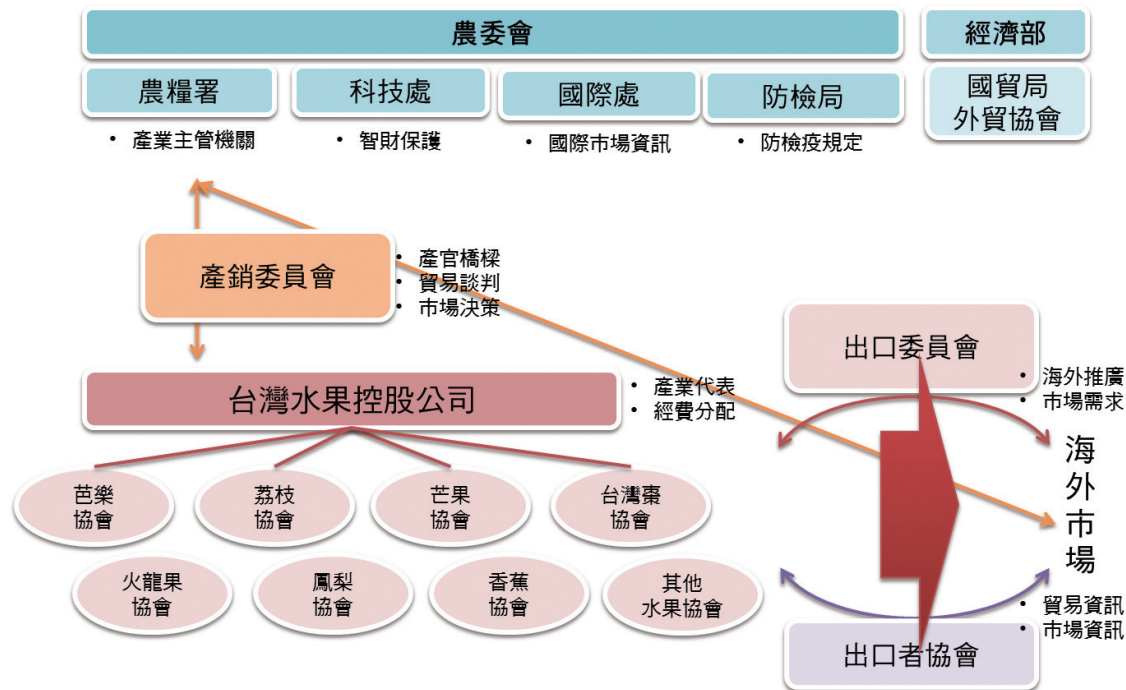 農委會
經濟部
農糧署
科技處
國際處
防檢局
國貿局
外貿協會
• 產業主管機關
• 智財保護
• 國際市場資訊
• 防檢疫規定
產銷委員會
• 產官橋樑
• 貿易談判
• 市場決策
出口委員會
台灣水果控股公司
• 產業代表
• 經費分配
• 海外推廣
• 市場需求
芭樂
協會
荔枝
協會
芒果
協會
台灣棗
協會
海外市場
火龍果
協會
鳳梨
協會
香蕉
協會
其他
水果協會
• 貿易資訊
• 市場資訊
出口者協會